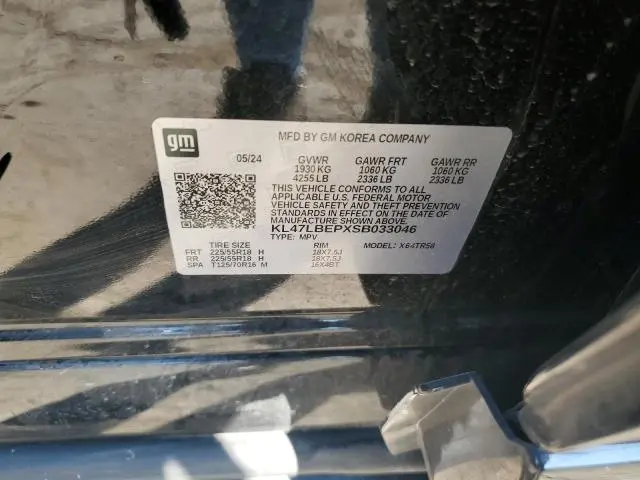 gm
MFD BY GM KOREA COMPANY
05/24 GVWR GAWR FRT GAWR RR
1930 KG 1060 KG 1060 KG
4255 LB 2336 LB 2336 LB
THIS VEHICLE CONFORMS TO ALL
APPLICABLE U.S. FEDERAL MOTOR
VEHICLE SAFETY AND THEFT PREVENTION
STANDARDS IN EFFECT ON THE DATE OF
MANUFACTURE SHOWN ABOVE.
KL47LBEPXSB033046
TYPE: MPV MODEL: X64TR58
TIRE SIZE RIM
FRT 225/55R18 H 18X7.5J
RR 225/55R18 H 18X7.5J
SPA T125/70R16 M 16X4BT